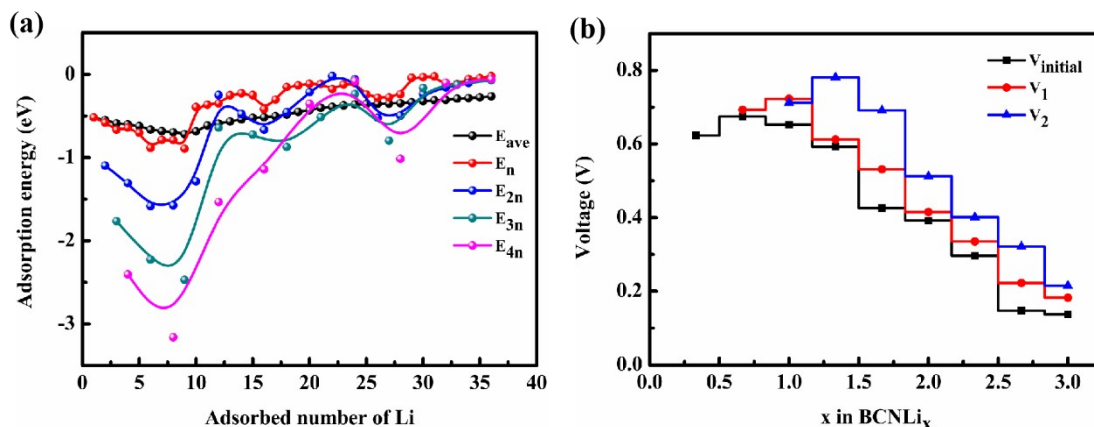 (a)
Adsorption energy (eV)
0
-1
-2
-3
0 5 10 15 20 25 30 35 40
Adsorbed number of Li
E_ave
E_n
E_2n
E_3n
E_4n
(b)
Voltage (V)
0.8
0.6
0.4
0.2
0.0
0.0 0.5 1.0 1.5 2.0 2.5 3.0
x in BCNLi_x
V_initial
V_1
V_2